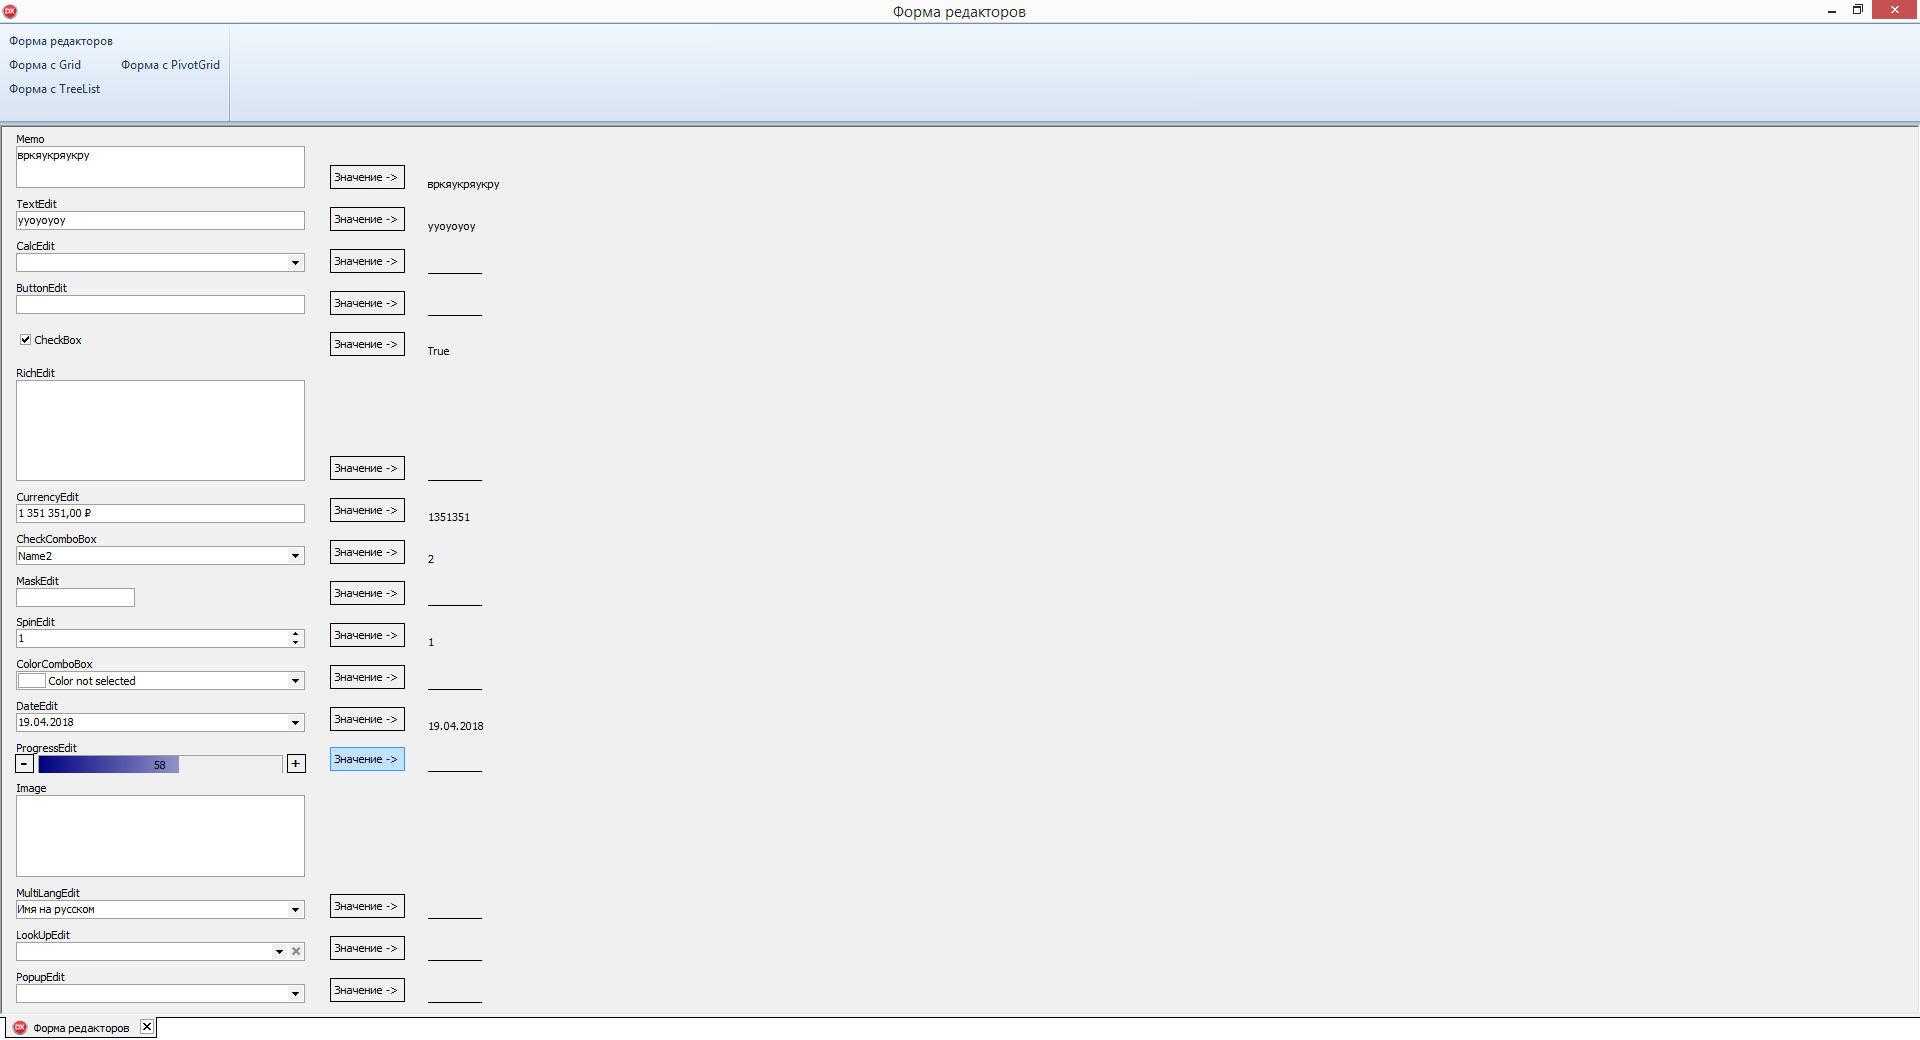 Форма редакторов
Форма редакторов
Форма с Grid Форма с PivotGrid
Форма с TreeList
Memo
вркяукряукру
Значение ->
вркяукряукру
TextEdit
yyoyoyoy
Значение ->
yyoyoyoy
CalcEdit
Значение ->
ButtonEdit
Значение ->
CheckBox
Значение ->
True
RichEdit
Значение ->
CurrencyEdit
1 351 351,00 ₽
Значение ->
1351351
CheckComboBox
Name2
Значение ->
2
MaskEdit
Значение ->
SpinEdit
1
Значение ->
1
ColorComboBox
Color not selected
Значение ->
DateEdit
19.04.2018
Значение ->
19.04.2018
ProgressEdit
- 58 +
Значение ->
Image
MultiLangEdit
Имя на русском
Значение ->
LookUpEdit
Значение ->
PopupEdit
Значение ->
DX Форма редакторов